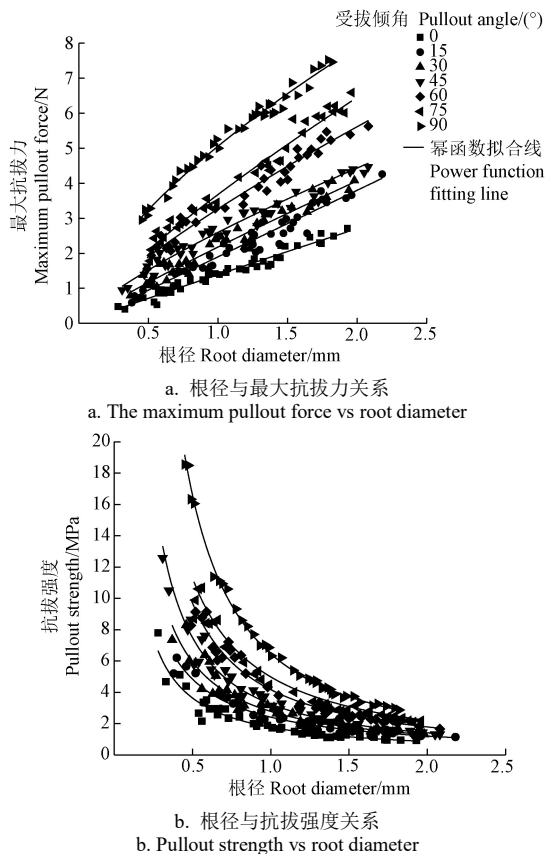 受拔倾角 Pullout angle/(°)
0
15
30
45
60
75
90
幂函数拟合线
Power function
fitting line
最大抗拔力
Maximum pullout force/N
8
7
6
5
4
3
2
1
0
0.5 1.0 1.5 2.0 2.5
根径 Root diameter/mm
a. 根径与最大抗拔力关系
a. The maximum pullout force vs root diameter
抗拔强度
Pullout strength/MPa
20
18
16
14
12
10
8
6
4
2
0
0.5 1.0 1.5 2.0 2.5
根径 Root diameter/mm
b. 根径与抗拔强度关系
b. Pullout strength vs root diameter